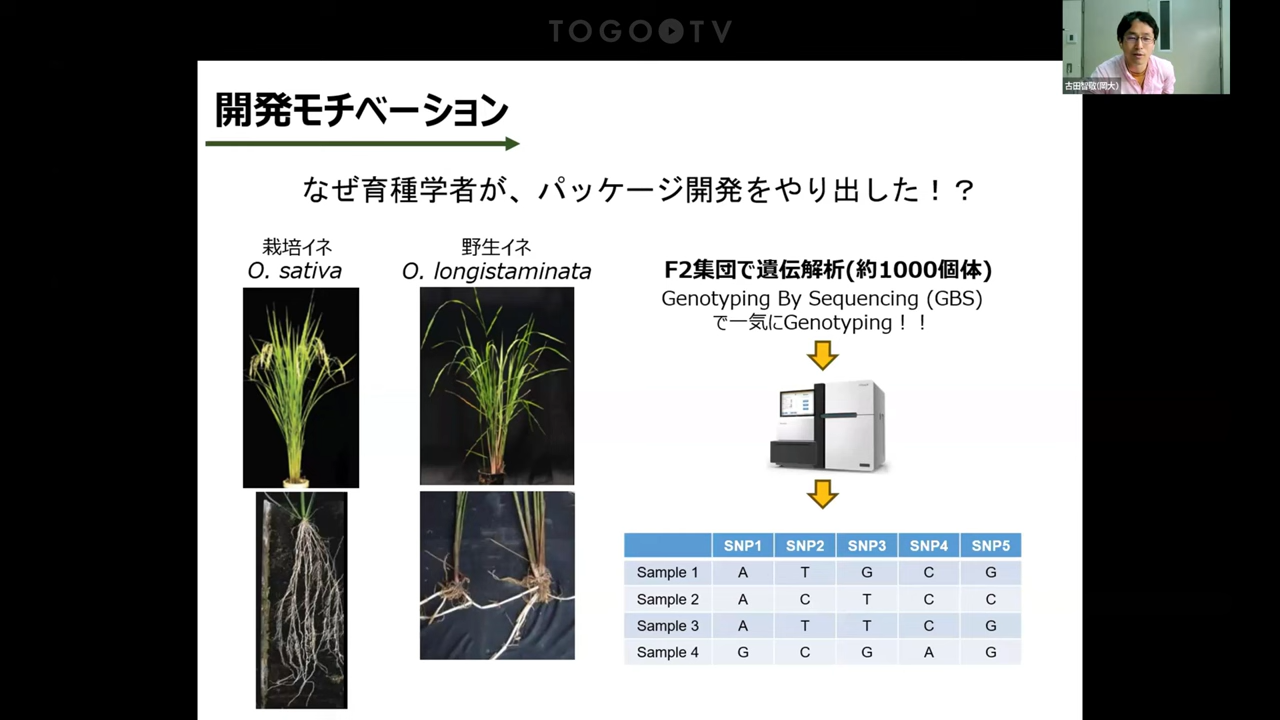 TOGO TV
古田智敬(岡大)
開発モチベーション
なぜ育種学者が、パッケージ開発をやり出した！？
栽培イネ
O. sativa
野生イネ
O. longistaminata
F2集団で遺伝解析(約1000個体)
Genotyping By Sequencing (GBS)
で一気にGenotyping！！
SNP1 SNP2 SNP3 SNP4 SNP5
Sample 1 A T G C G
Sample 2 A C T C C
Sample 3 A T T C G
Sample 4 G C G A G